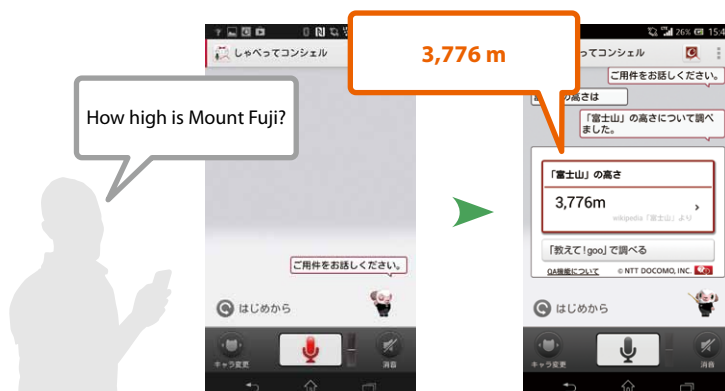 How high is Mount Fuji?
しゃべってコンシェル
ご用件をお話しください。
はじめから
キャラ変更
消音
3,776 m
26% 15:4
ってコンシェル
ご用件をお話しください。
の高さは
「富士山」の高さについて調べ
ました。
「富士山」の高さ
3,776m
wikipedia「富士山」より
「教えて!goo」で調べる
QA機能について © NTT DOCOMO, INC.
はじめから
キャラ変更
消音